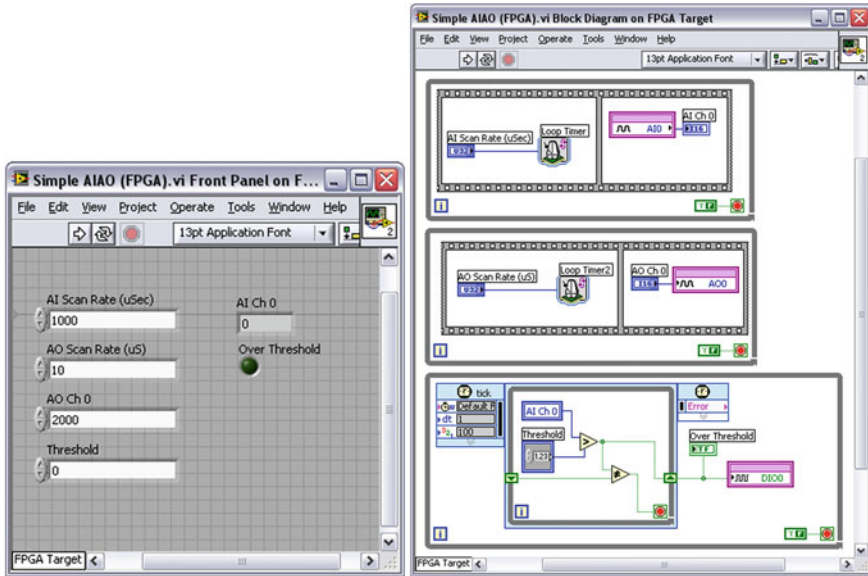 Simple AIAO (FPGA).vi Front Panel on F...
File Edit View Project Operate Tools Window Help
13pt Application Font
2
AI Scan Rate (uSec)
1000
AI Ch 0
0
AO Scan Rate (uS)
10
Over Threshold
AO Ch 0
2000
Threshold
0
FPGA Target
Simple AIAO (FPGA).vi Block Diagram on FPGA Target
File Edit View Project Operate Tools Window Help
13pt Application Font
2
AI Scan Rate (uSec)
U32
Loop Timer
AI0
AI Ch 0
I16
i
T F
AO Scan Rate (uS)
U32
Loop Timer2
AO Ch 0
I16
AO0
i
T F
tick
Default F
dt 1
100
AI Ch 0
Threshold
123
>
≠
i
Error
Over Threshold
TF
DIO0
i
T F
FPGA Target